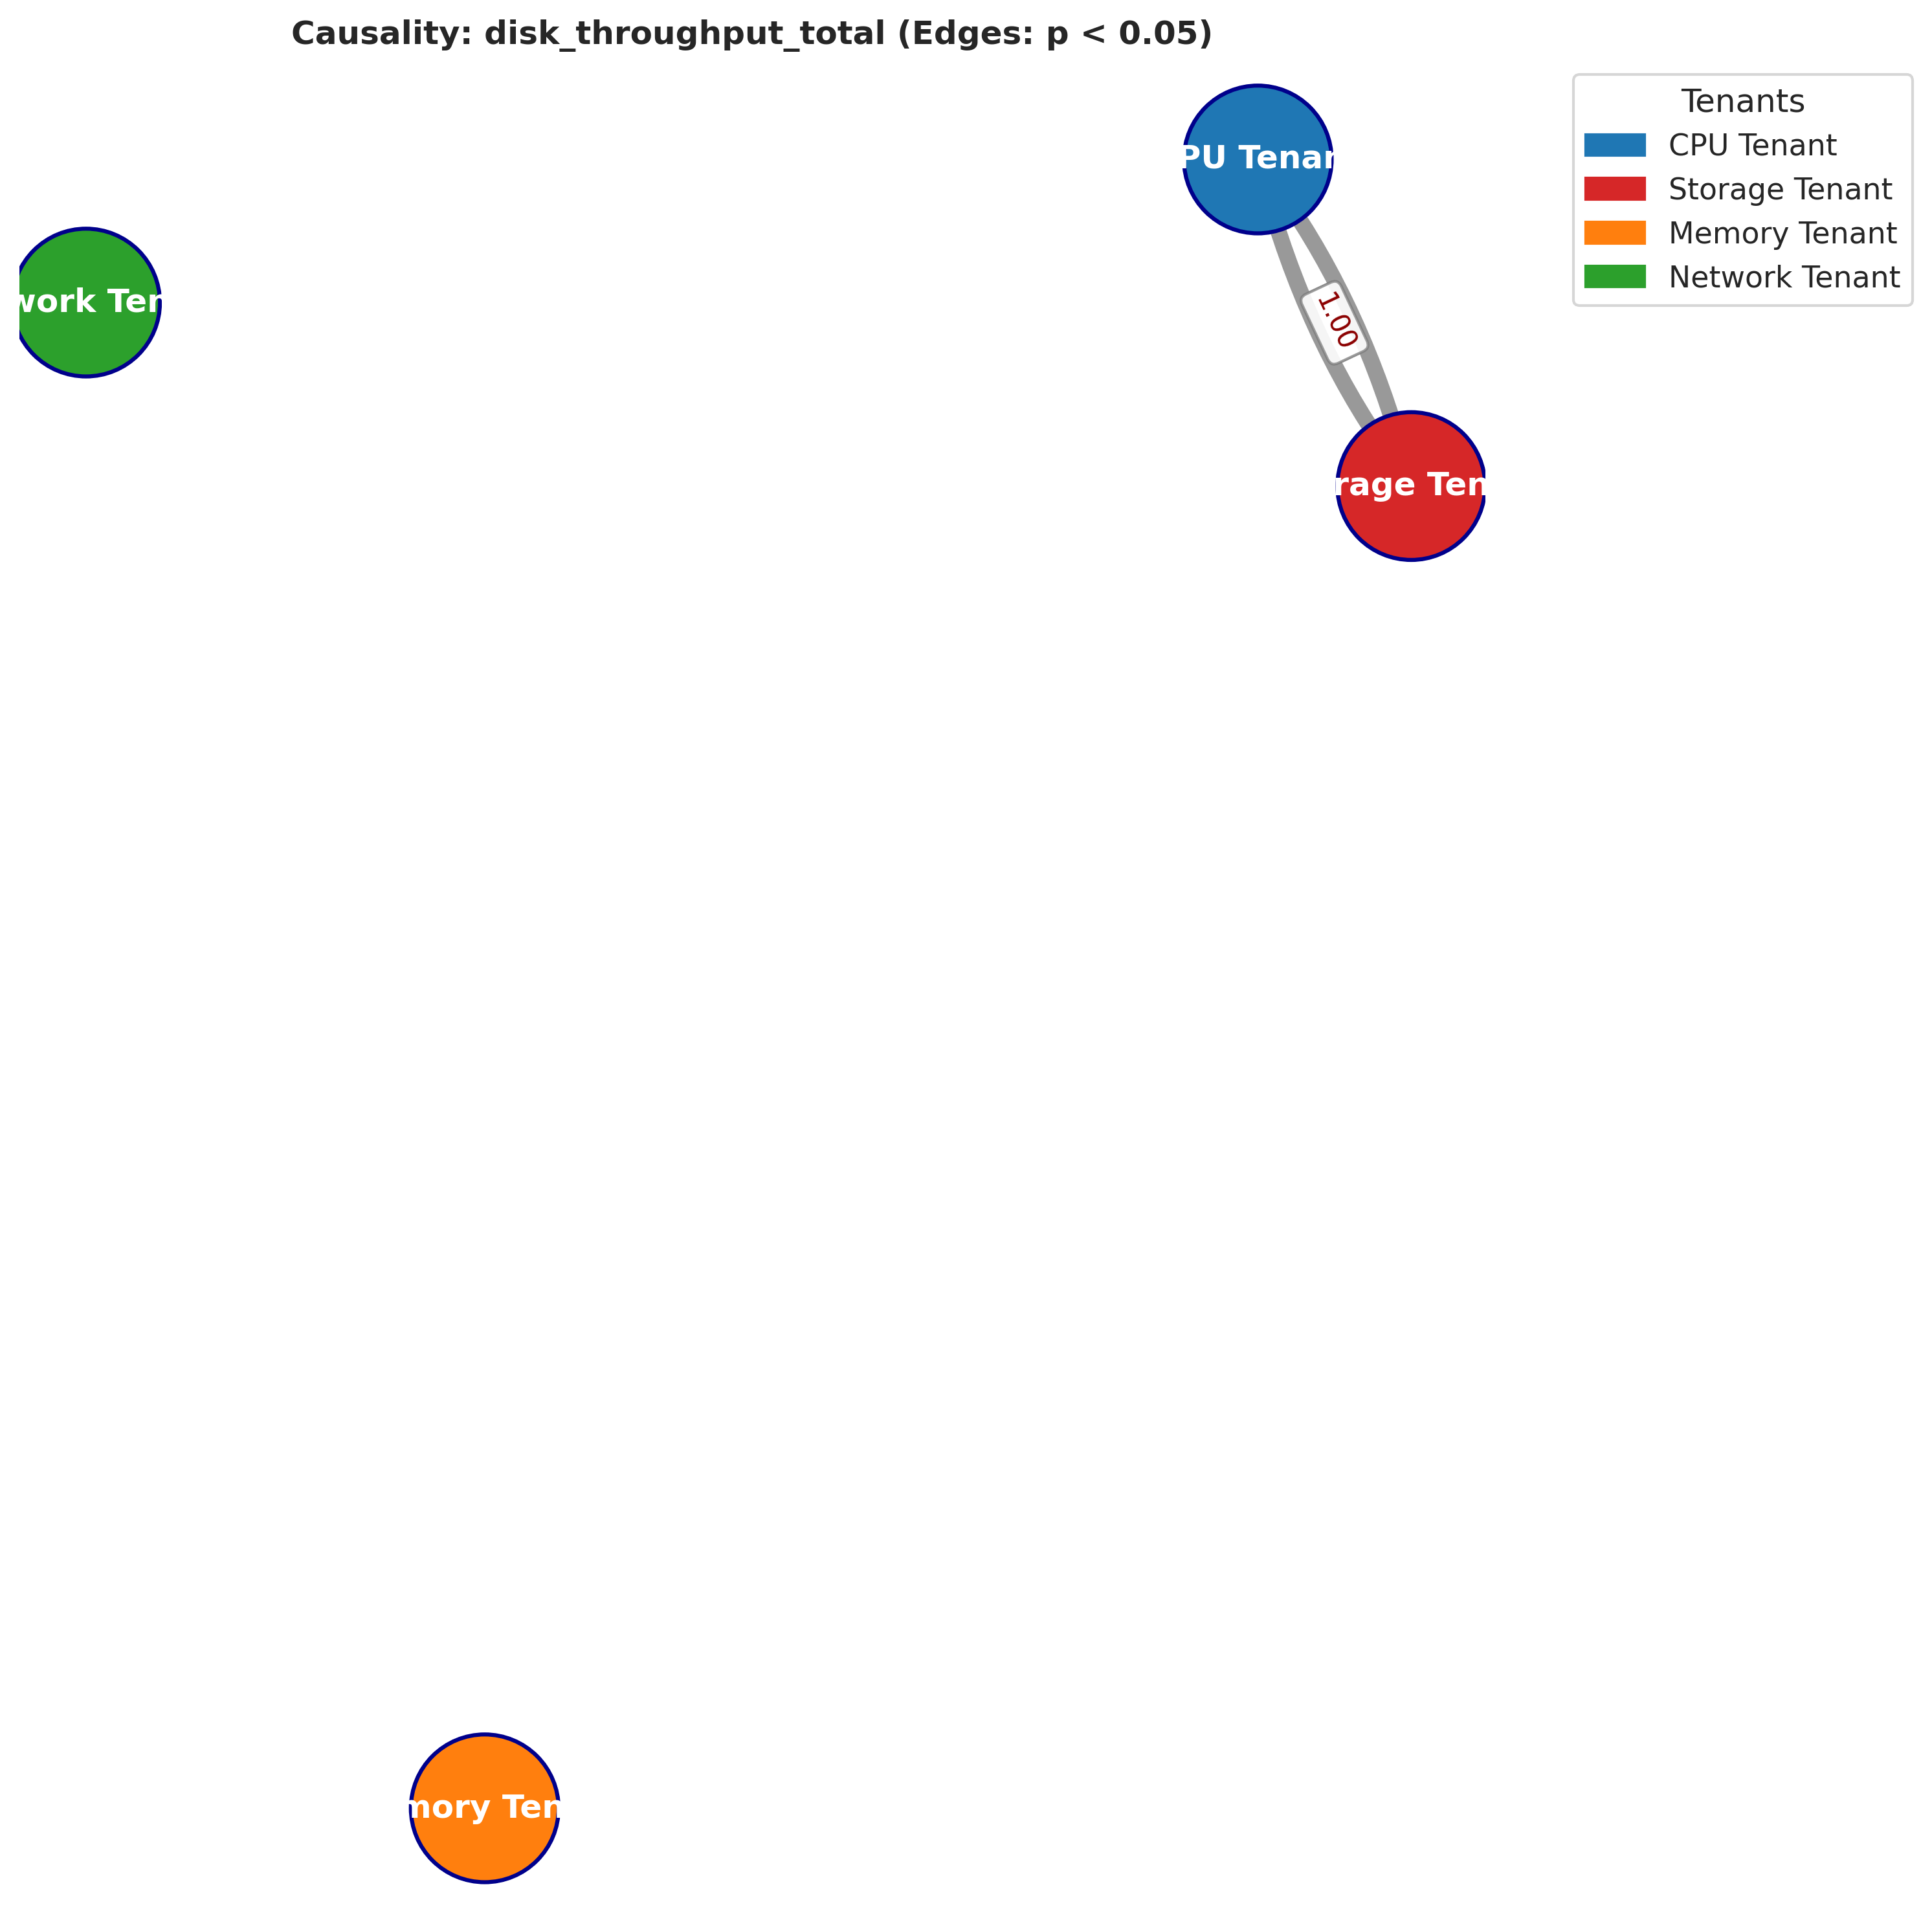 Causality: disk_throughput_total (Edges: p < 0.05)
Tenants
CPU Tenant
Storage Tenant
Memory Tenant
Network Tenant
PU Tenan
work Ten
1.00
rage Ten
mory Ten